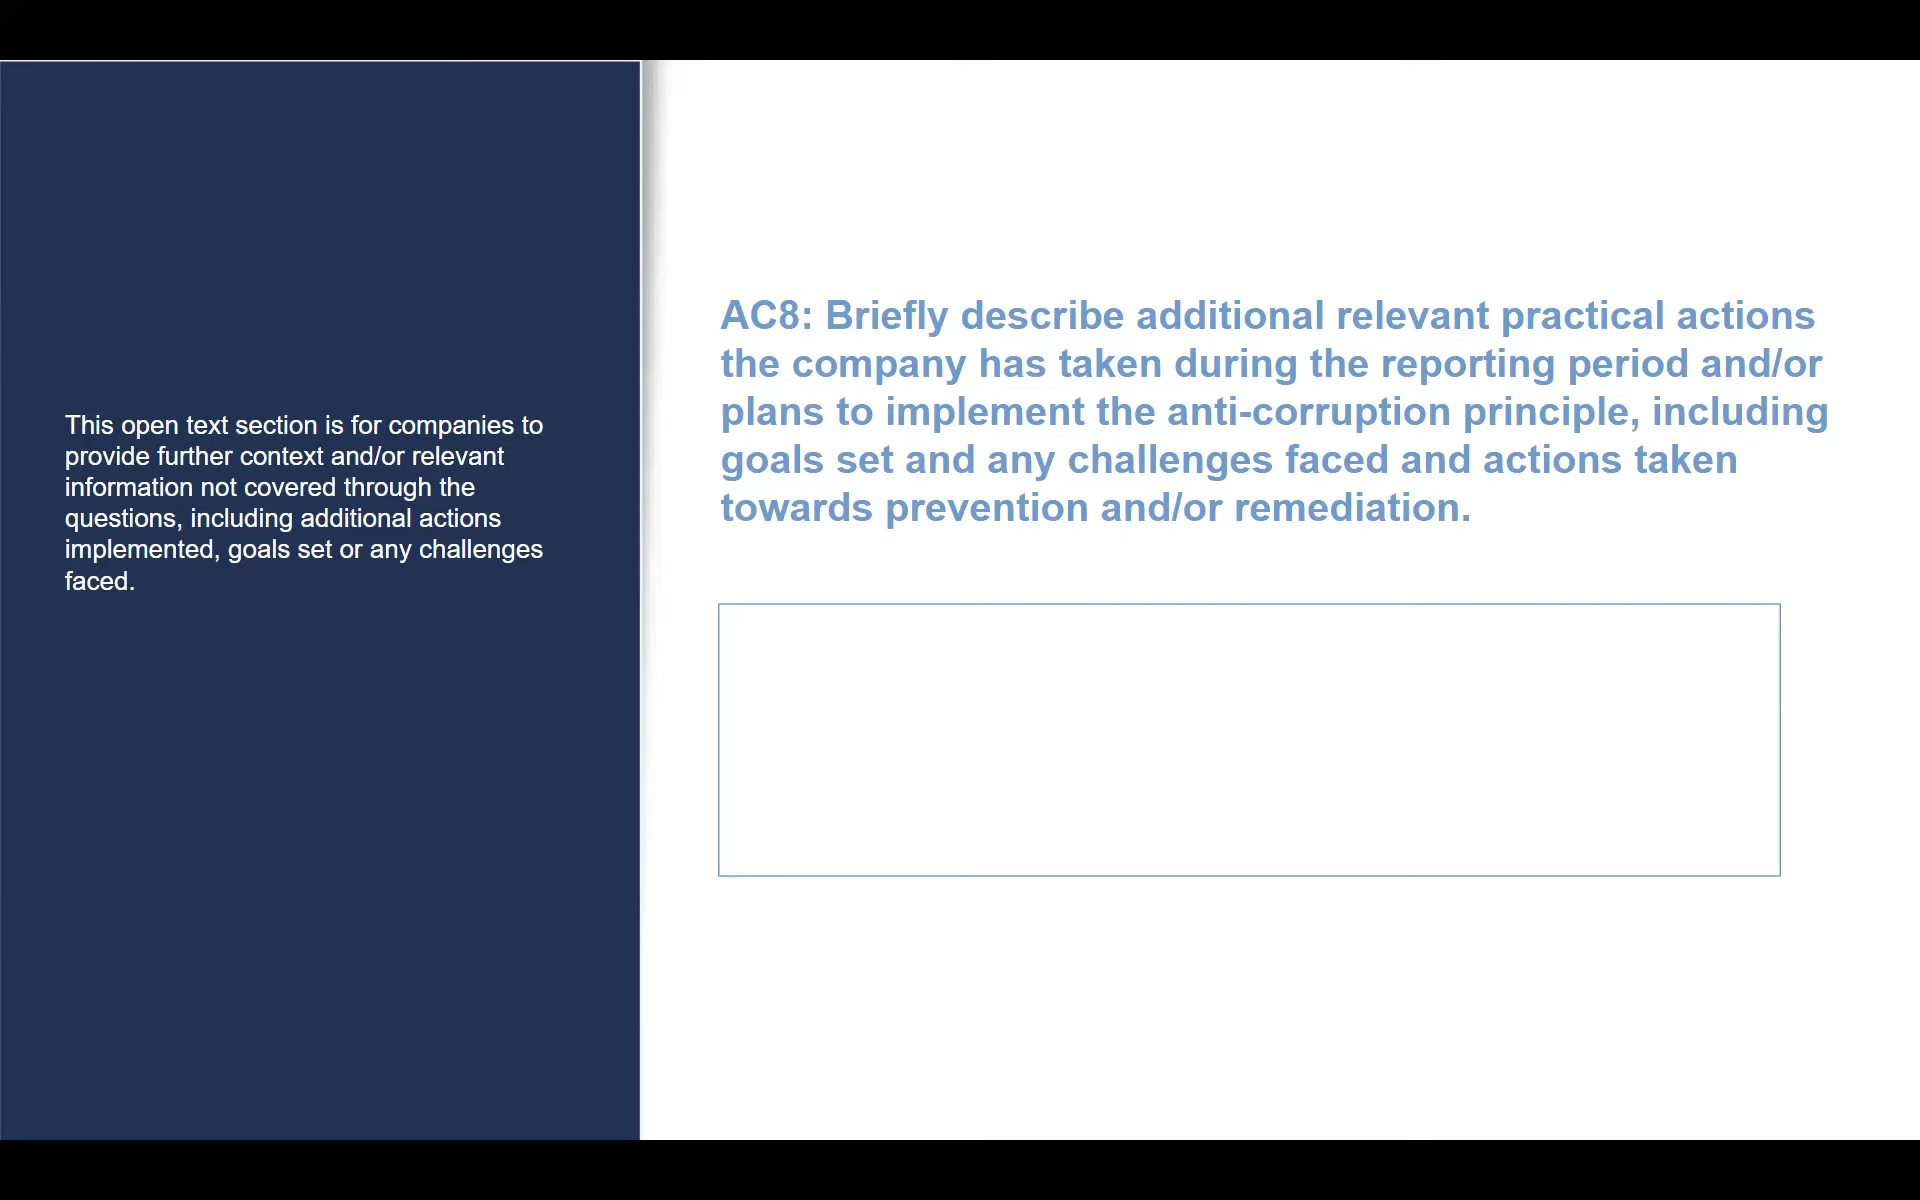 This open text section is for companies to
provide further context and/or relevant
information not covered through the
questions, including additional actions
implemented, goals set or any challenges
faced.
AC8: Briefly describe additional relevant practical actions
the company has taken during the reporting period and/or
plans to implement the anti-corruption principle, including
goals set and any challenges faced and actions taken
towards prevention and/or remediation.